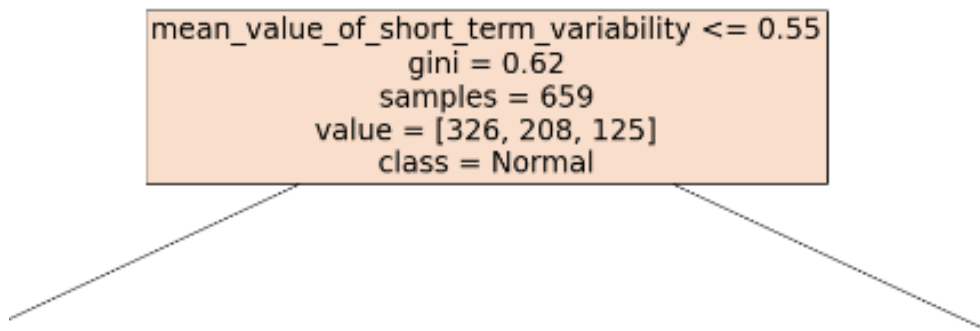 mean_value_of_short_term_variability <= 0.55
gini = 0.62
samples = 659
value = [326, 208, 125]
class = Normal